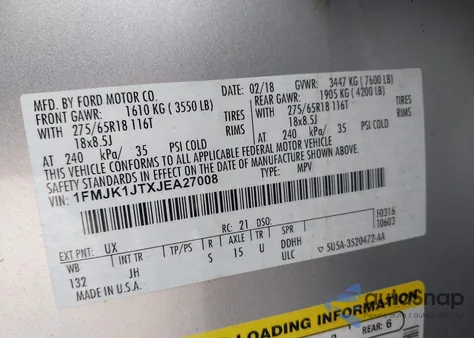 MFD. BY FORD MOTOR CO.
DATE: 02/18 GVWR: 3447 KG (7600 LB)
FRONT GAWR: 1610 KG (3550 LB) REAR GAWR: 1905 KG (4200 LB)
WITH 275/65R18 116T TIRES WITH 275/65R18 116T TIRES
18x8.5J RIMS 18x8.5J RIMS
AT 240 kPa/ 35 PSI COLD AT 240 kPa/ 35 PSI COLD
THIS VEHICLE CONFORMS TO ALL APPLICABLE FEDERAL MOTOR VEHICLE
SAFETY STANDARDS IN EFFECT ON THE DATE OF MANUFACTURE SHOWN ABOVE.
VIN: 1FMJK1JTXJEA27008
TYPE: MPV
F0316
T0603
EXT PNT: UX RC: 21 DSO:
WB INT TR TP/PS R AXLE TR SPR
132 JH S 15 U DDHH
MADE IN U.S.A. ULC 5U5A-3520472-AA
LOADING INFORMATION
REAR: 6
autosnap